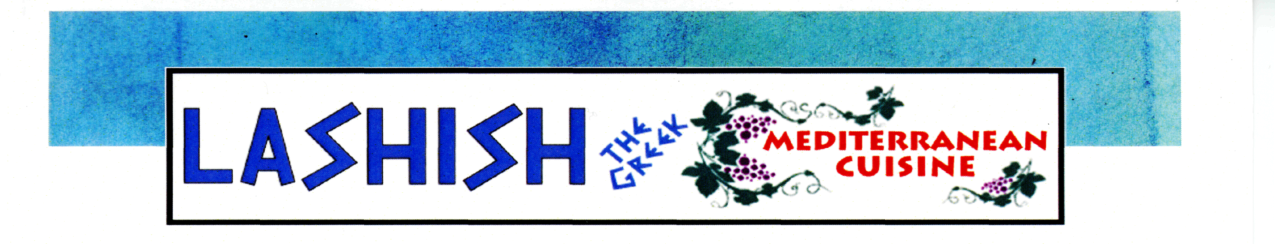 LASHISH
THE
GREEK
MEDITERRANEAN
CUISINE